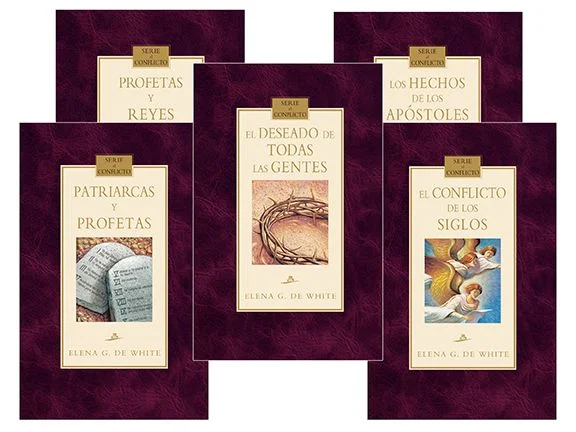 SERIE
el
CONFLICTO
PROFETAS
Y
REYES
SERIE
el
CONFLICTO
LOS HECHOS
DE LOS
APÓSTOLES
SERIE
el
CONFLICTO
EL DESEADO DE
TODAS
LAS GENTES
ELENA G. DE WHITE
SERIE
el
CONFLICTO
PATRIARCAS
Y
PROFETAS
ELENA G. DE WHITE
SERIE
el
CONFLICTO
EL CONFLICTO
DE LOS
SIGLOS
ELENA G. DE WHITE